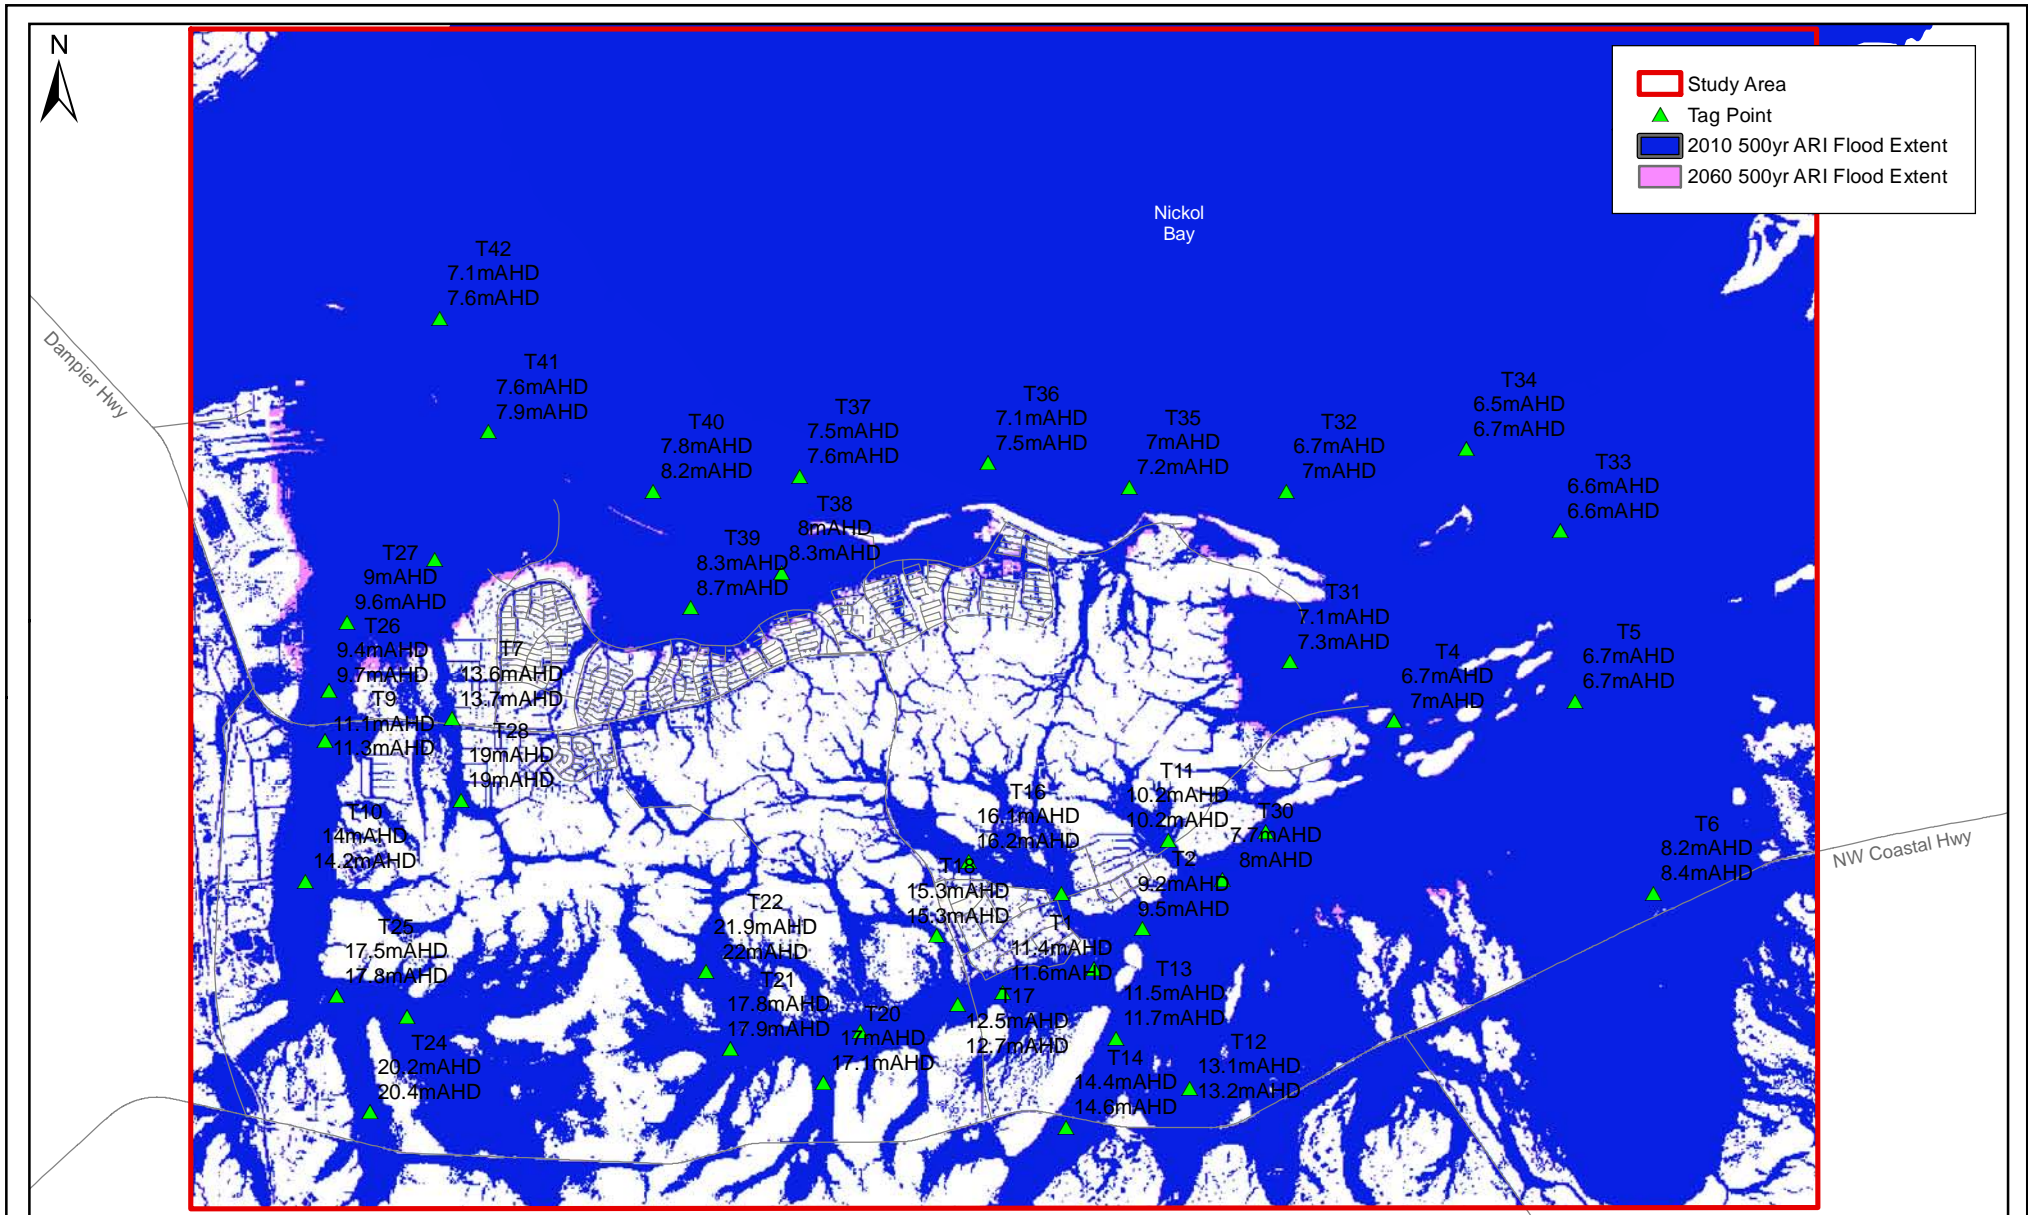 N
Study Area
Tag Point
2010 500yr ARI Flood Extent
2060 500yr ARI Flood Extent
Nickol
Bay
T42
7.1mAHD
7.6mAHD
Dampier Hwy
T41
7.6mAHD
7.9mAHD
T40
7.8mAHD
8.2mAHD
T37
7.5mAHD
7.6mAHD
T36
7.1mAHD
7.5mAHD
T35
7mAHD
7.2mAHD
T32
6.7mAHD
7mAHD
T34
6.5mAHD
6.7mAHD
T33
6.6mAHD
6.6mAHD
T38
8mAHD
8.3mAHD
T39
8.3mAHD
8.7mAHD
T27
9mAHD
9.6mAHD
T26
9.4mAHD
9.7mAHD
T7
13.6mAHD
13.7mAHD
T9
11.1mAHD
11.3mAHD
T28
19mAHD
19mAHD
T31
7.1mAHD
7.3mAHD
T4
6.7mAHD
7mAHD
T5
6.7mAHD
6.7mAHD
T10
14mAHD
14.2mAHD
T16
16.1mAHD
16.2mAHD
T11
10.2mAHD
10.2mAHD
T30
7.7mAHD
8mAHD
T6
8.2mAHD
8.4mAHD
NW Coastal Hwy
T18
15.3mAHD
15.3mAHD
T2
9.2mAHD
9.5mAHD
T22
21.9mAHD
22mAHD
T25
17.5mAHD
17.8mAHD
T1
11.4mAHD
11.6mAHD
T21
17.8mAHD
17.9mAHD
T13
11.5mAHD
11.7mAHD
T17
12.5mAHD
12.7mAHD
T20
17mAHD
17.1mAHD
T24
20.2mAHD
20.4mAHD
T14
14.4mAHD
14.6mAHD
T12
13.1mAHD
13.2mAHD